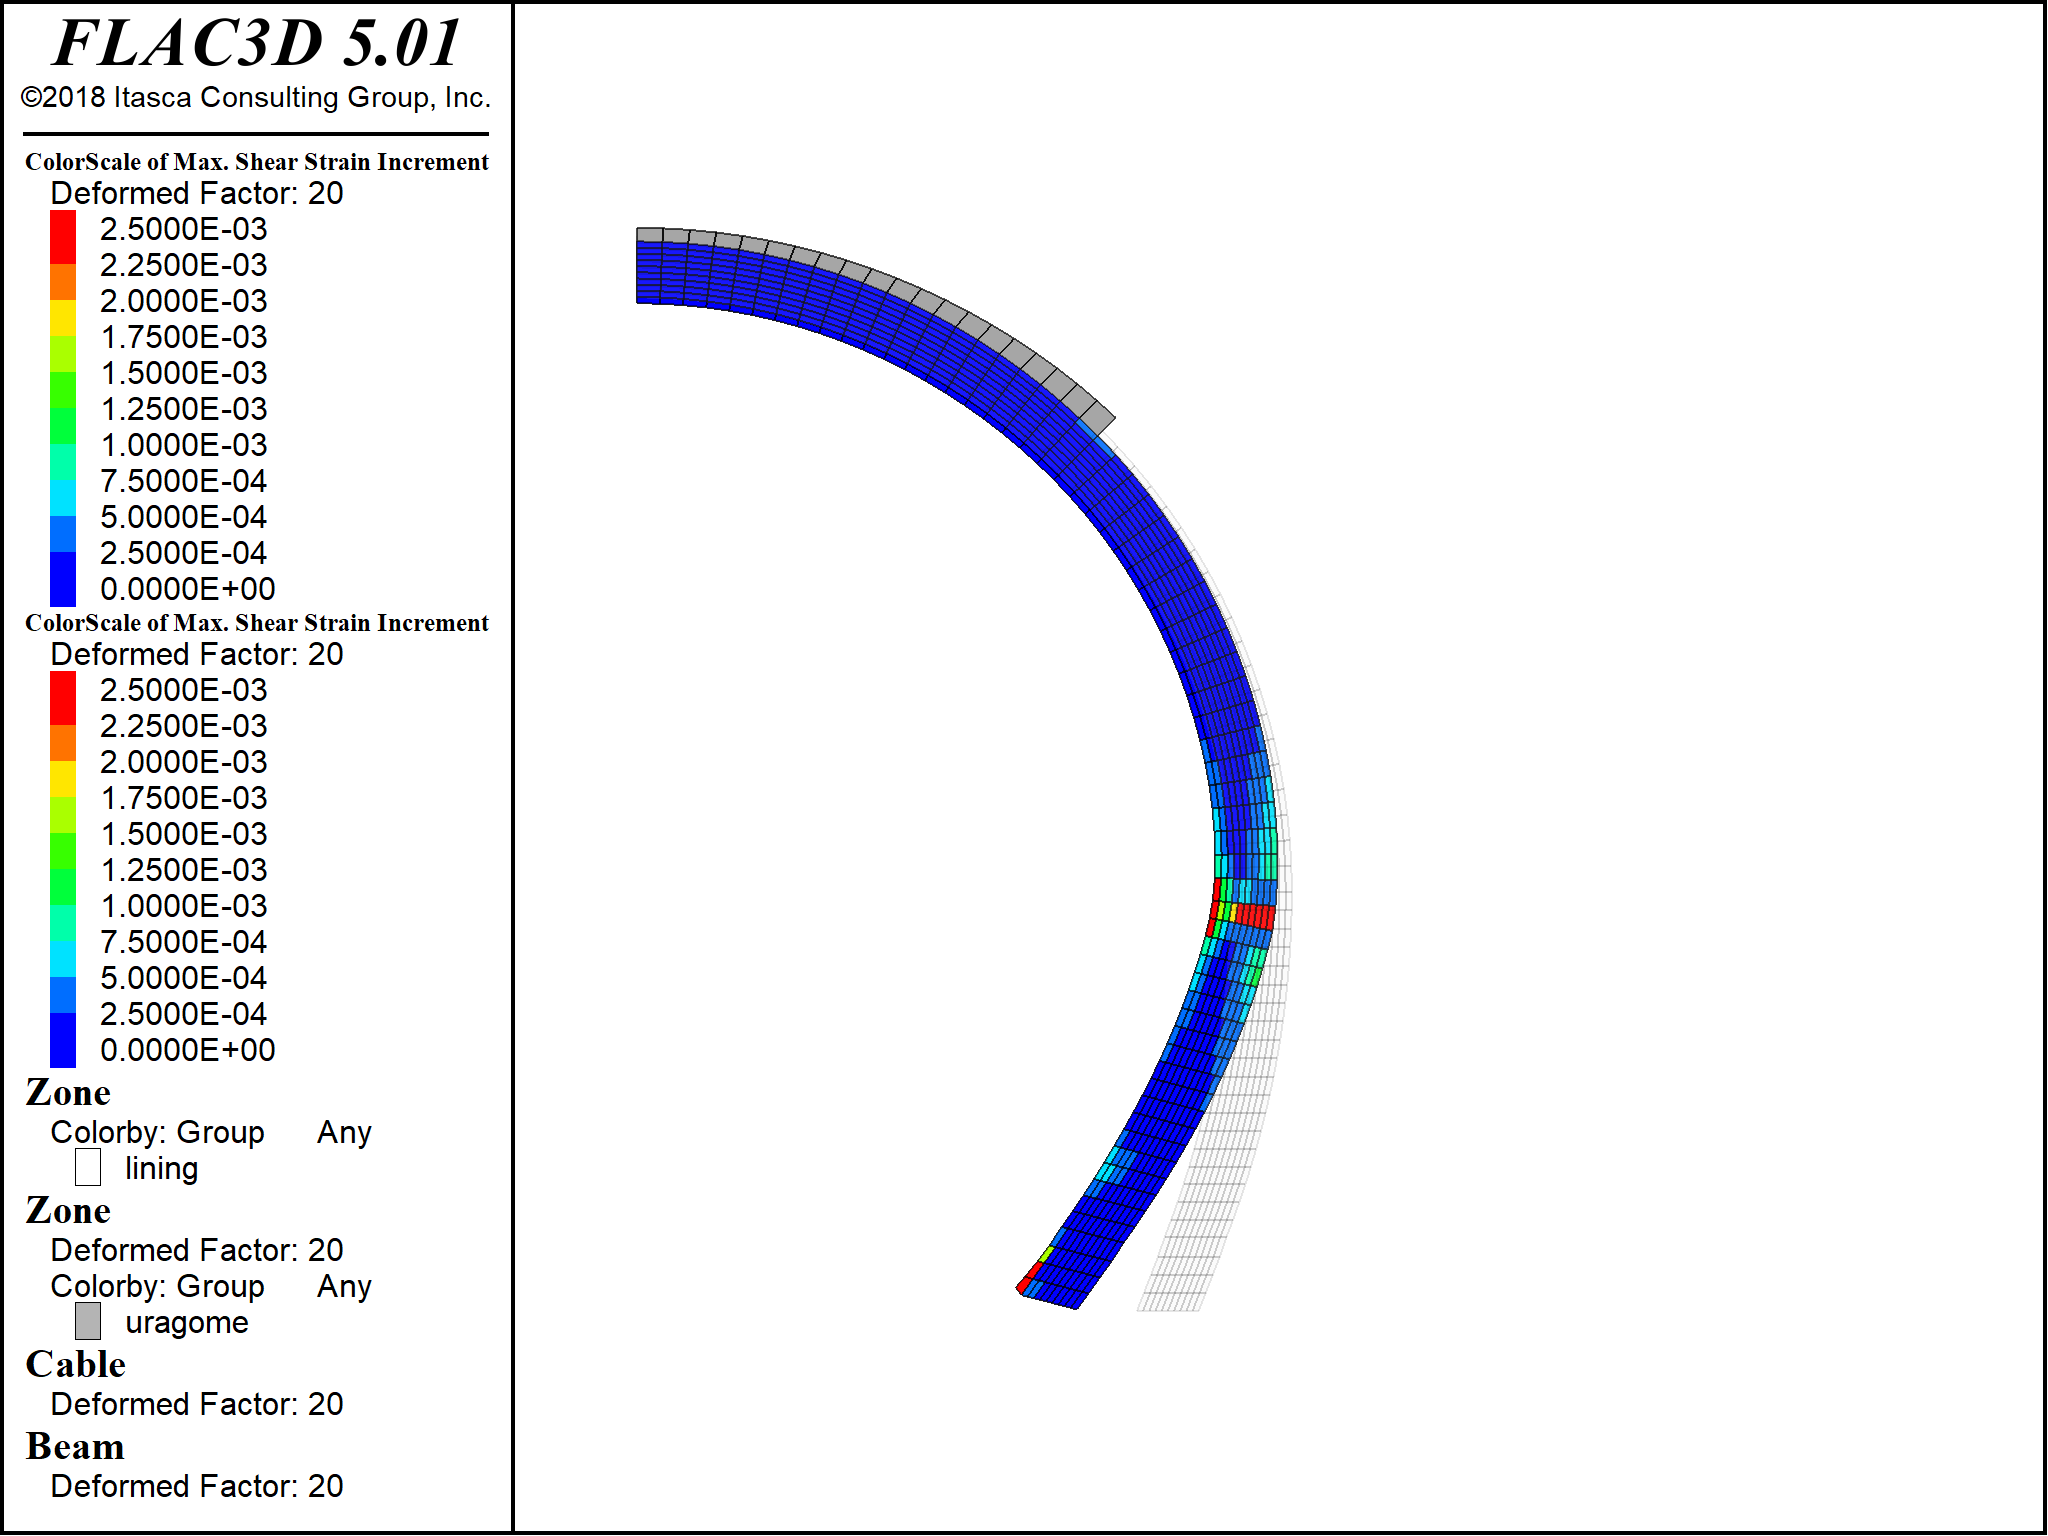 FLAC3D 5.01
©2018 Itasca Consulting Group, Inc.
ColorScale of Max. Shear Strain Increment
Deformed Factor: 20
2.5000E-03
2.2500E-03
2.0000E-03
1.7500E-03
1.5000E-03
1.2500E-03
1.0000E-03
7.5000E-04
5.0000E-04
2.5000E-04
0.0000E+00
ColorScale of Max. Shear Strain Increment
Deformed Factor: 20
2.5000E-03
2.2500E-03
2.0000E-03
1.7500E-03
1.5000E-03
1.2500E-03
1.0000E-03
7.5000E-04
5.0000E-04
2.5000E-04
0.0000E+00
Zone
Colorby: Group Any
lining
Zone
Deformed Factor: 20
Colorby: Group Any
uragome
Cable
Deformed Factor: 20
Beam
Deformed Factor: 20